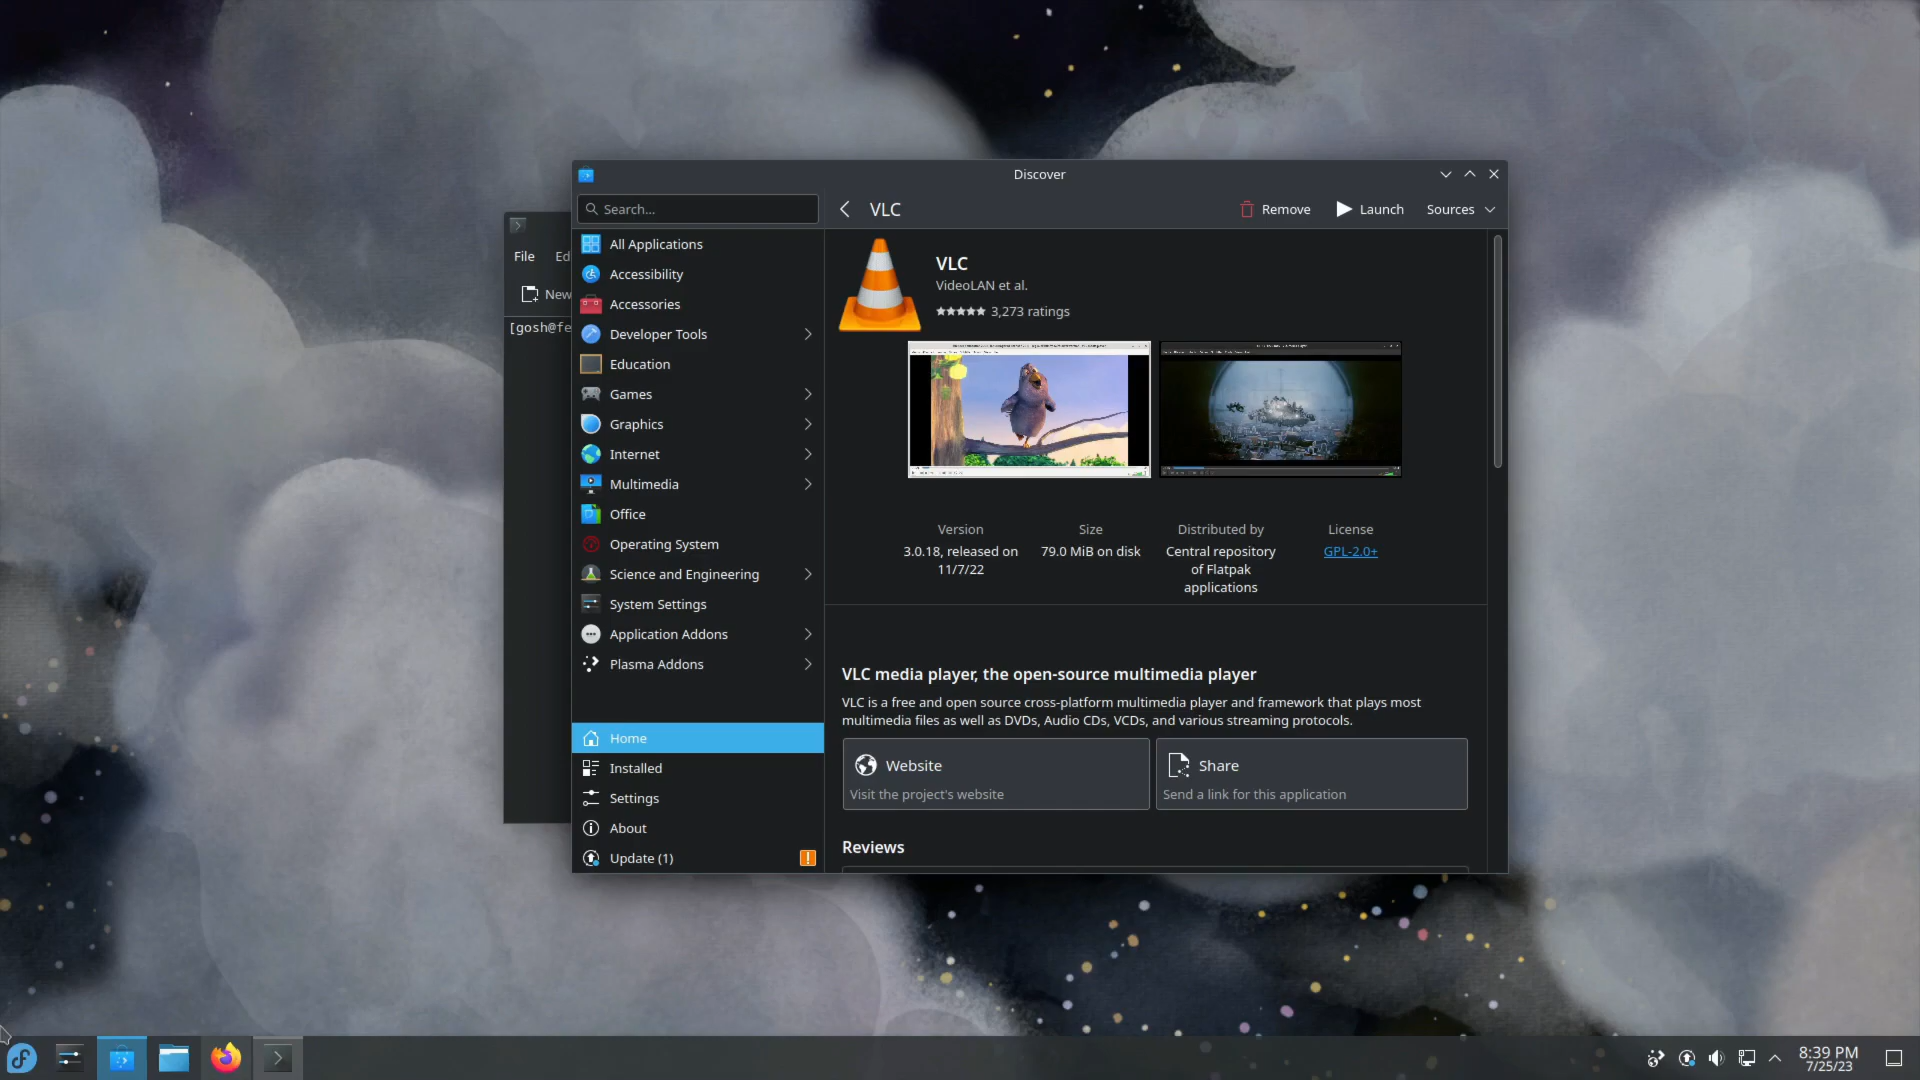 Discover
Search...
VLC
Remove
Launch
Sources
File
Ed
New
[gosh@fe
All Applications
Accessibility
Accessories
Developer Tools
Education
Games
Graphics
Internet
Multimedia
Office
Operating System
Science and Engineering
System Settings
Application Addons
Plasma Addons
Home
Installed
Settings
About
Update (1)
VLC
VideoLAN et al.
3,273 ratings
Version
3.0.18, released on
11/7/22
Size
79.0 MiB on disk
Distributed by
Central repository
of Flatpak
applications
License
GPL-2.0+
VLC media player, the open-source multimedia player
VLC is a free and open source cross-platform multimedia player and framework that plays most
multimedia files as well as DVDs, Audio CDs, VCDs, and various streaming protocols.
Website
Visit the project's website
Share
Send a link for this application
Reviews
8:39 PM
7/25/23